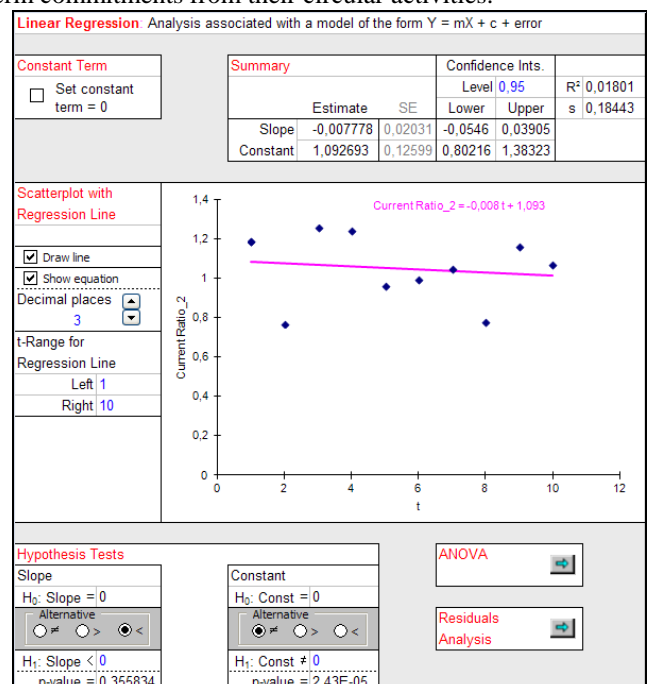 erm commitments from their circular activities.
Linear Regression: Analysis associated with a model of the form Y = mX + c + error
Constant Term
Set constant
term = 0
Summary
Confidence Ints.
Level 0,95
R² 0,01801
Estimate SE Lower Upper
s 0,18443
Slope -0,007778 0,02031 -0,0546 0,03905
Constant 1,092693 0,12599 0,80216 1,38323
Scatterplot with
Regression Line
Draw line
Show equation
Decimal places
3
t-Range for
Regression Line
Left 1
Right 10
Current Ratio_2 = -0,008 t + 1,093
Current Ratio_2
1,4
1,2
1
0,8
0,6
0,4
0,2
0
0 2 4 6 8 10 12
t
Hypothesis Tests
Slope
H₀: Slope = 0
Alternative
≠ > <
H₁: Slope < 0
p-value = 0,355834
Constant
H₀: Const = 0
Alternative
≠ > <
H₁: Const ≠ 0
p-value = 2,43E-05
ANOVA
Residuals
Analysis